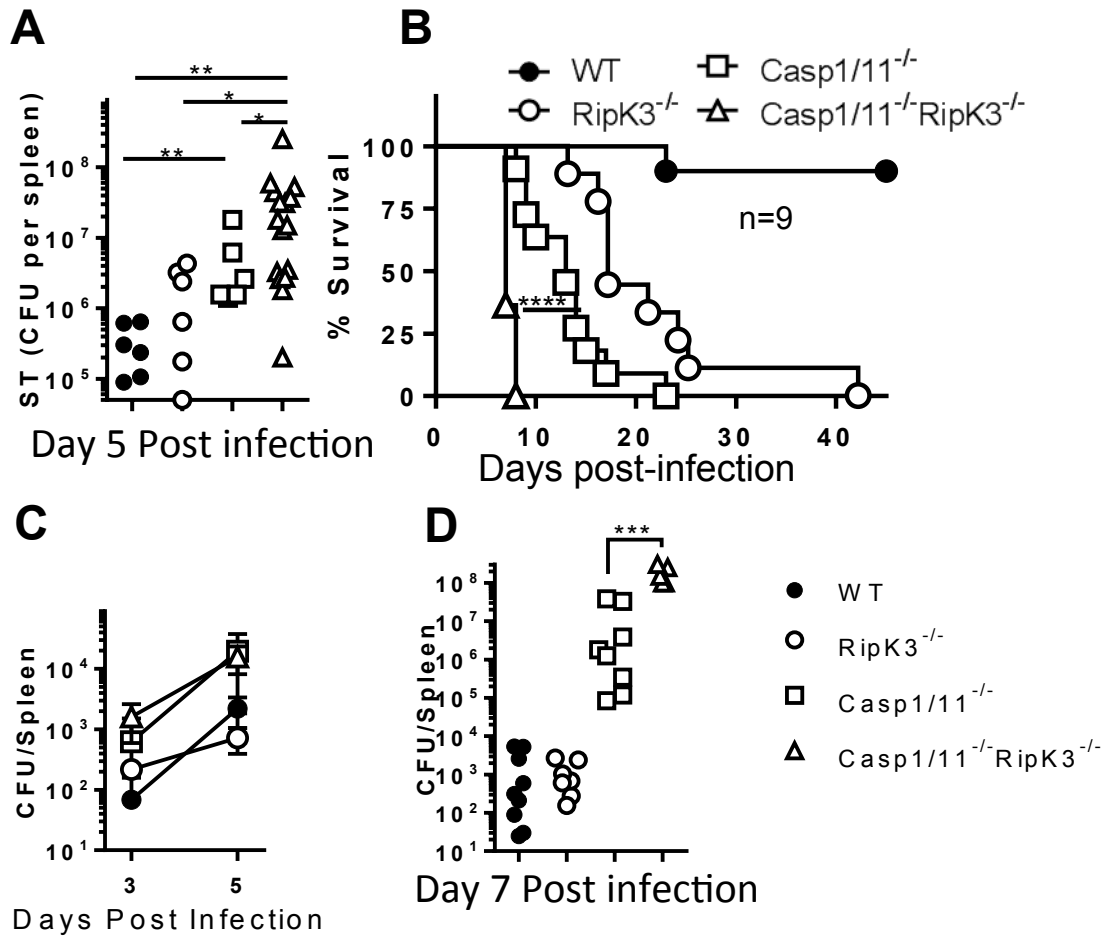 A
**
*
*
**
ST (CFU per spleen)
10^8
10^7
10^6
10^5
Day 5 Post infection
B
WT
RipK3^-/-
Casp1/11^-/-
Casp1/11^-/-RipK3^-/-
% Survival
100
75
50
25
0
n=9
****
0 10 20 30 40
Days post-infection
C
CFU/Spleen
10^4
10^3
10^2
10^1
3 5
Days Post Infection
D
***
CFU/Spleen
10^8
10^7
10^6
10^5
10^4
10^3
10^2
10^1
Day 7 Post infection
WT
RipK3^-/-
Casp1/11^-/-
Casp1/11^-/-RipK3^-/-